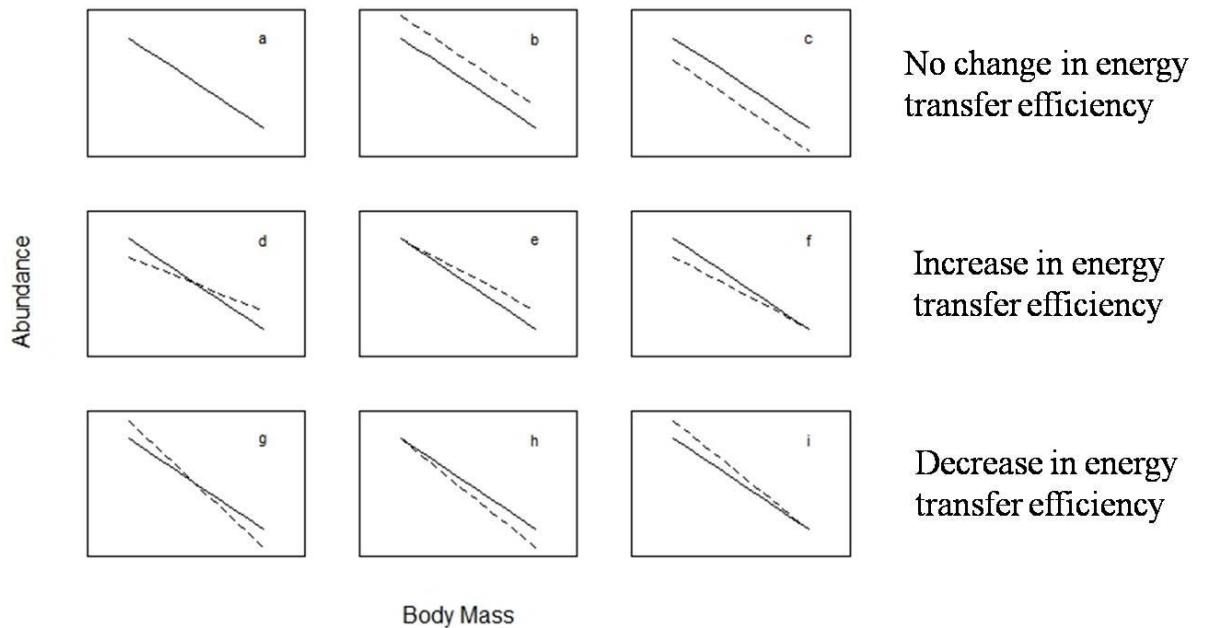 a
b
c
No change in energy
transfer efficiency
d
e
f
Increase in energy
transfer efficiency
Abundance
g
h
i
Decrease in energy
transfer efficiency
Body Mass